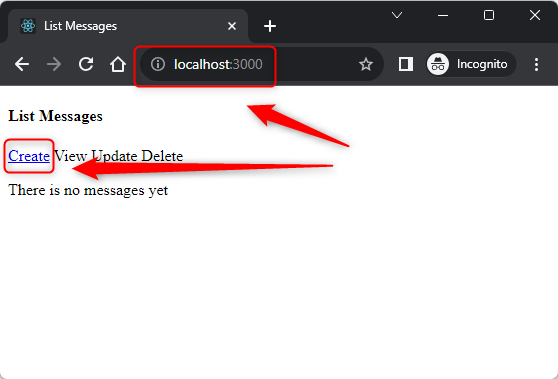 List Messages
localhost:3000
Incognito
List Messages
Create View Update Delete
There is no messages yet